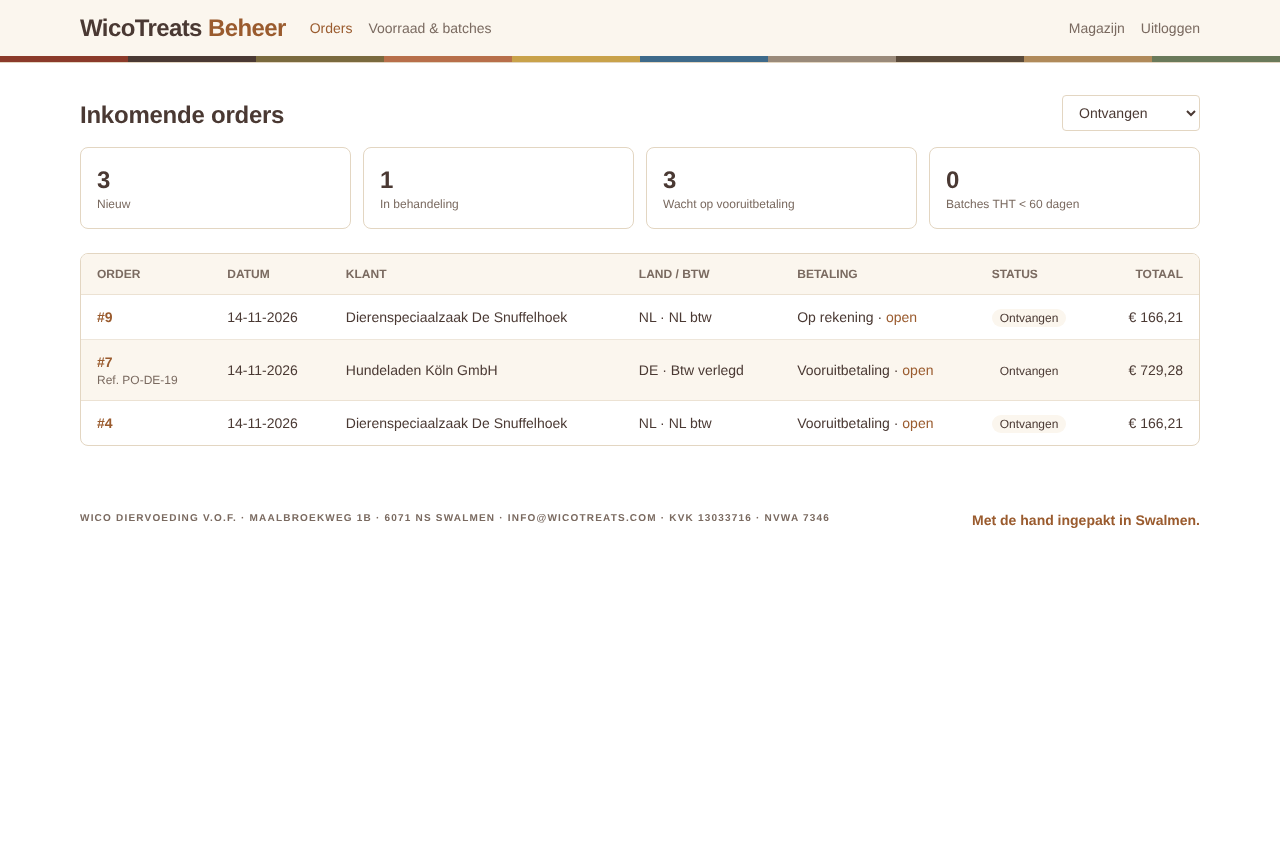 WicoTreats Beheer Orders Voorraad & batches Magazijn Uitloggen
Inkomende orders Ontvangen
3 1 3 0
Nieuw In behandeling Wacht op vooruitbetaling Batches THT < 60 dagen
ORDER DATUM KLANT LAND / BTW BETALING STATUS TOTAAL
#9 14-11-2026 Dierenspeciaalzaak De Snuffelhoek NL · NL btw Op rekening · open Ontvangen € 166,21
#7 14-11-2026 Hundeladen Köln GmbH DE · Btw verlegd Vooruitbetaling · open Ontvangen € 729,28
Ref. PO-DE-19
#4 14-11-2026 Dierenspeciaalzaak De Snuffelhoek NL · NL btw Vooruitbetaling · open Ontvangen € 166,21
WICO DIERVOEDING V.O.F. · MAALBROEKWEG 1B · 6071 NS SWALMEN · INFO@WICOTREATS.COM · KVK 13033716 · NVWA 7346 Met de hand ingepakt in Swalmen.